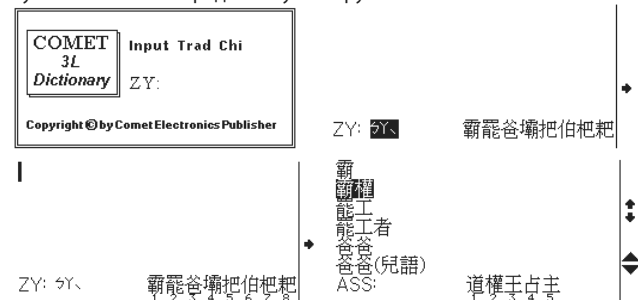 COMET
3L
Dictionary
Input Trad Chi
ZY:
Copyright © by Comet Electronics Publisher
ZY: ㄅㄚˋ 霸罷爸壩把伯杷耙
ZY: ㄅㄚˋ 霸罷爸壩把伯杷耙
1 2 3 4 5 6 7 8
霸
霸權
罷工
罷工者
爸爸
爸爸(兒語)
ASS: 道權王占主
1 2 3 4 5